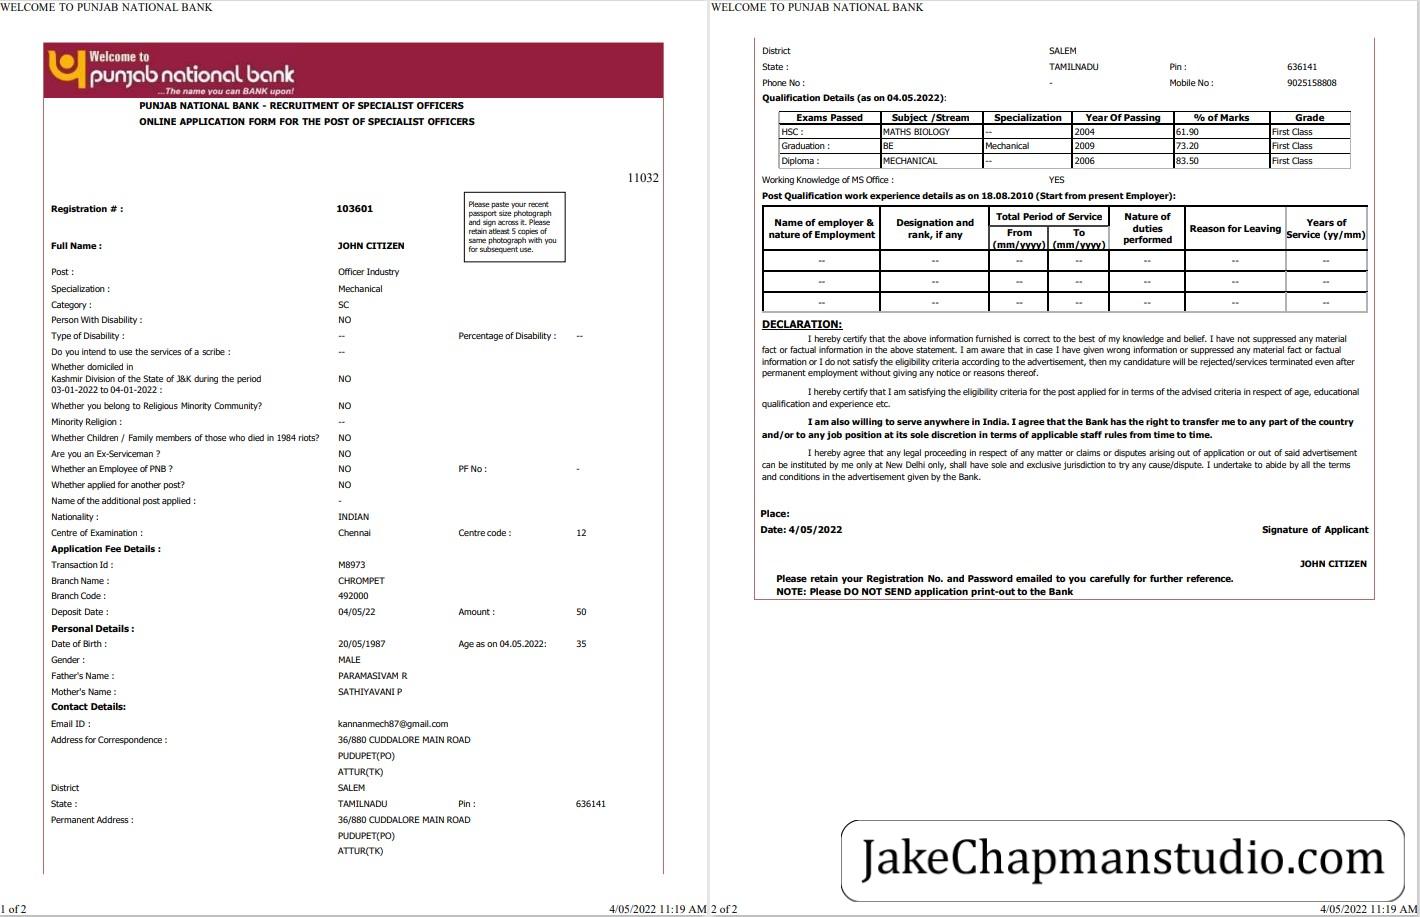 WELCOME TO PUNJAB NATIONAL BANK
Welcome to
punjab national bank
...The name you can BANK upon!
PUNJAB NATIONAL BANK - RECRUITMENT OF SPECIALIST OFFICERS
ONLINE APPLICATION FORM FOR THE POST OF SPECIALIST OFFICERS
11032
Registration # : 103601
Please paste your recent
passport size photograph
and sign across it. Please
retain atleast 5 copies of
same photograph with you
for subsequent use.
Full Name : JOHN CITIZEN
Post : Officer Industry
Specialization : Mechanical
Category : SC
Person With Disability : NO
Type of Disability : -- Percentage of Disability : --
Do you intend to use the services of a scribe : --
Whether domiciled in
Kashmir Division of the State of J&K during the period NO
03-01-2022 to 04-01-2022 :
Whether you belong to Religious Minority Community? NO
Minority Religion : --
Whether Children / Family members of those who died in 1984 riots? NO
Are you an Ex-Serviceman ? NO
Whether an Employee of PNB ? NO PF No : -
Whether applied for another post? NO
Name of the additional post applied : -
Nationality : INDIAN
Centre of Examination : Chennai Centre code : 12
Application Fee Details :
Transaction Id : M8973
Branch Name : CHROMPET
Branch Code : 492000
Deposit Date : 04/05/22 Amount : 50
Personal Details :
Date of Birth : 20/05/1987 Age as on 04.05.2022: 35
Gender : MALE
Father's Name : PARAMASIVAM R
Mother's Name : SATHIYAVANI P
Contact Details:
Email ID : kannanmech87@gmail.com
Address for Correspondence : 36/880 CUDDALORE MAIN ROAD
PUDUPET(PO)
ATTUR(TK)
District SALEM
State : TAMILNADU Pin : 636141
Permanent Address : 36/880 CUDDALORE MAIN ROAD
PUDUPET(PO)
ATTUR(TK)
1 of 2 4/05/2022 11:19 AM
WELCOME TO PUNJAB NATIONAL BANK
District SALEM
State : TAMILNADU Pin : 636141
Phone No : - Mobile No : 9025158808
Qualification Details (as on 04.05.2022):
Exams Passed Subject /Stream Specialization Year Of Passing % of Marks Grade
HSC : MATHS BIOLOGY -- 2004 61.90 First Class
Graduation : BE Mechanical 2009 73.20 First Class
Diploma : MECHANICAL -- 2006 83.50 First Class
Working Knowledge of MS Office : YES
Post Qualification work experience details as on 18.08.2010 (Start from present Employer):
Name of employer & nature of Employment Designation and rank, if any Total Period of Service Nature of duties performed Reason for Leaving Years of Service (yy/mm)
From (mm/yyyy) To (mm/yyyy)
-- -- -- -- -- -- --
-- -- -- -- -- -- --
-- -- -- -- -- -- --
DECLARATION:
I hereby certify that the above information furnished is correct to the best of my knowledge and belief. I have not suppressed any material
fact or factual information in the above statement. I am aware that in case I have given wrong information or suppressed any material fact or factual
information or I do not satisfy the eligibility criteria according to the advertisement, then my candidature will be rejected/services terminated even after
permanent employment without giving any notice or reasons thereof.
I hereby certify that I am satisfying the eligibility criteria for the post applied for in terms of the advised criteria in respect of age, educational
qualification and experience etc.
I am also willing to serve anywhere in India. I agree that the Bank has the right to transfer me to any part of the country
and/or to any job position at its sole discretion in terms of applicable staff rules from time to time.
I hereby agree that any legal proceeding in respect of any matter or claims or disputes arising out of application or out of said advertisement
can be instituted by me only at New Delhi only, shall have sole and exclusive jurisdiction to try any cause/dispute. I undertake to abide by all the terms
and conditions in the advertisement given by the Bank.
Place:
Date: 4/05/2022 Signature of Applicant
JOHN CITIZEN
Please retain your Registration No. and Password emailed to you carefully for further reference.
NOTE: Please DO NOT SEND application print-out to the Bank
JakeChapmanstudio.com
2 of 2 4/05/2022 11:19 AM